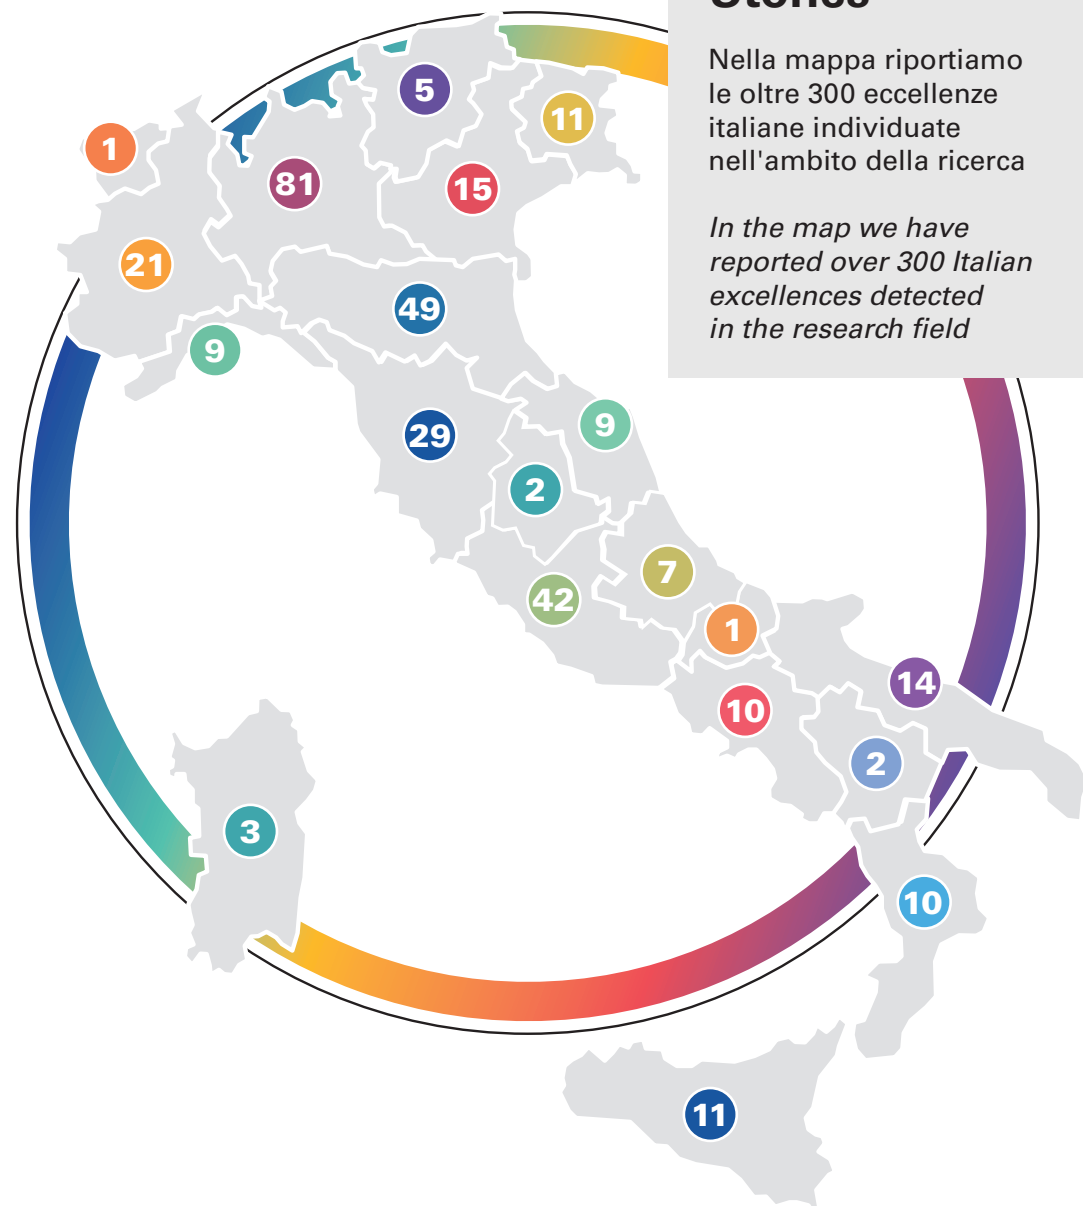 Nella mappa riportiamo
le oltre 300 eccellenze
italiane individuate
nell'ambito della ricerca
In the map we have
reported over 300 Italian
excellences detected
in the research field
5
11
1
81
15
21
49
9
9
29
2
7
42
1
14
10
2
3
10
11